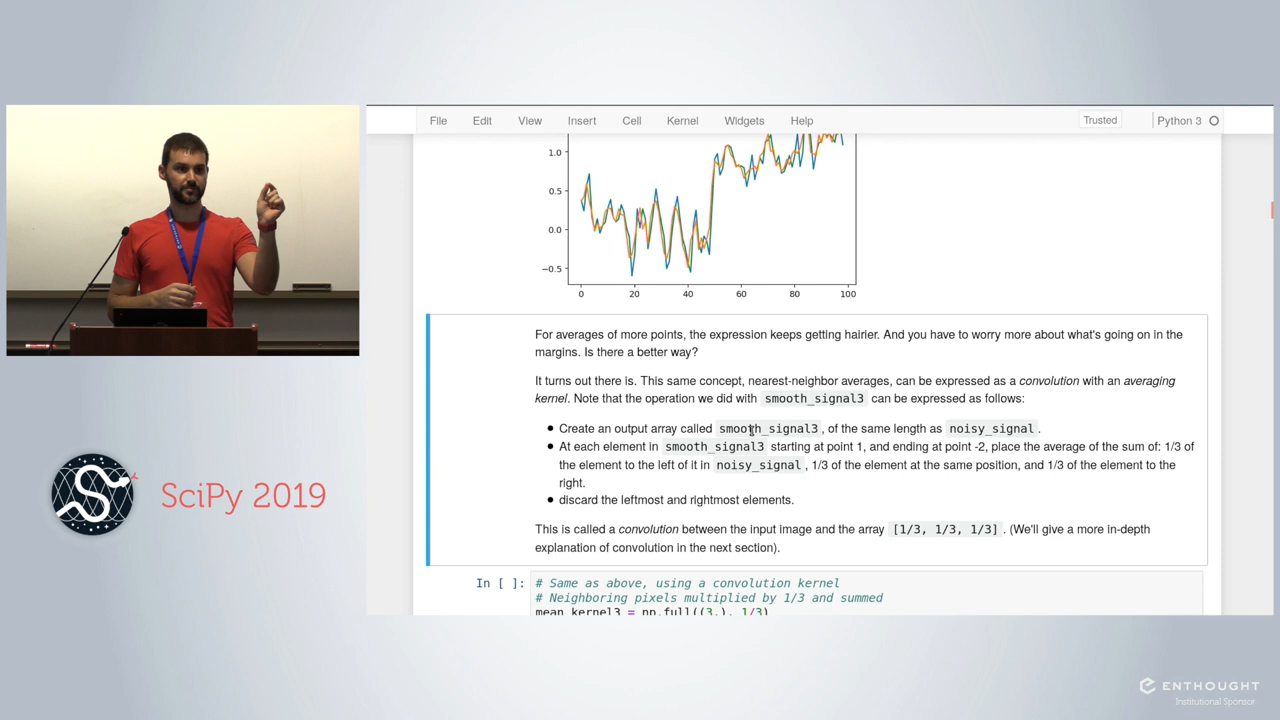 File Edit View Insert Cell Kernel Widgets Help Trusted Python 3
1.0
0.5
0.0
−0.5
0 20 40 60 80 100
For averages of more points, the expression keeps getting hairier. And you have to worry more about what's going on in the
margins. Is there a better way?
It turns out there is. This same concept, nearest-neighbor averages, can be expressed as a convolution with an averaging
kernel. Note that the operation we did with smooth_signal3 can be expressed as follows:
• Create an output array called smooth_signal3, of the same length as noisy_signal.
• At each element in smooth_signal3 starting at point 1, and ending at point -2, place the average of the sum of: 1/3 of
the element to the left of it in noisy_signal, 1/3 of the element at the same position, and 1/3 of the element to the
right.
• discard the leftmost and rightmost elements.
This is called a convolution between the input image and the array [1/3, 1/3, 1/3]. (We'll give a more in-depth
explanation of convolution in the next section).
In [ ]: # Same as above, using a convolution kernel
# Neighboring pixels multiplied by 1/3 and summed
mean_kernel3 = np.full((3,), 1/3)
SciPy 2019
ENTHOUGHT
Institutional Sponsor